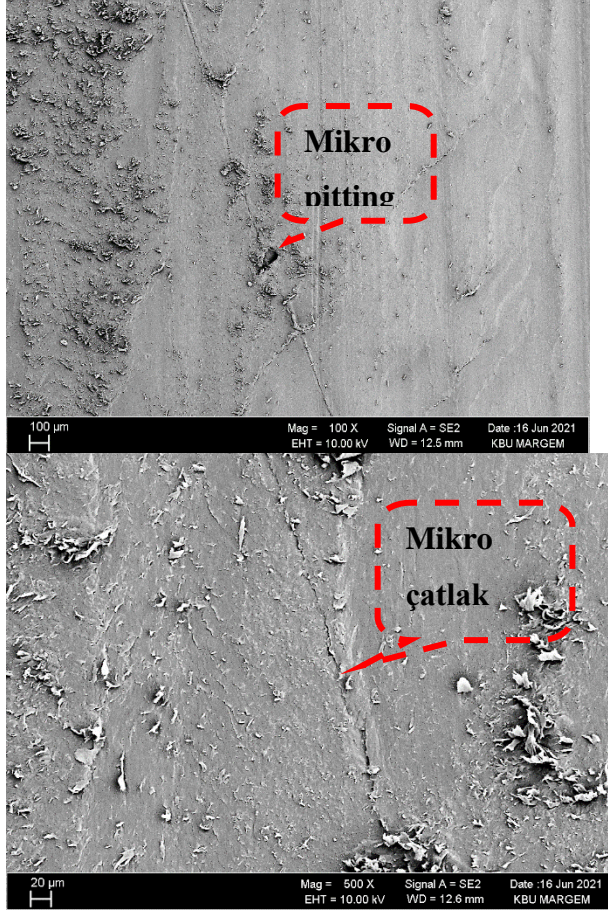 Mikro
pitting
100 µm
Mag = 100 X Signal A = SE2 Date :16 Jun 2021
EHT = 10.00 kV WD = 12.5 mm KBU MARGEM
Mikro
çatlak
20 µm
Mag = 500 X Signal A = SE2 Date :16 Jun 2021
EHT = 10.00 kV WD = 12.6 mm KBU MARGEM